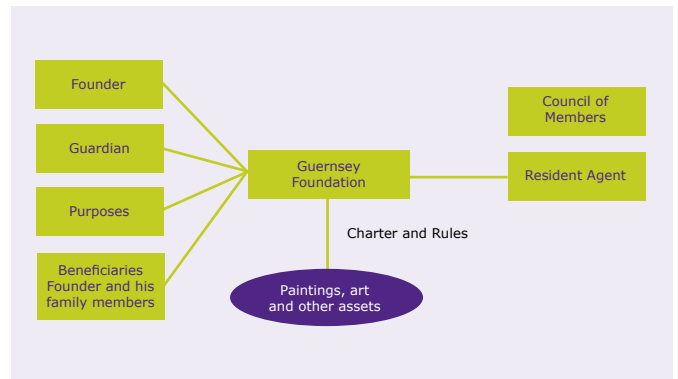 Founder
Guardian
Purposes
Beneficiaries
Founder and his
family members
Guernsey
Foundation
Charter and Rules
Paintings, art
and other assets
Council of
Members
Resident Agent